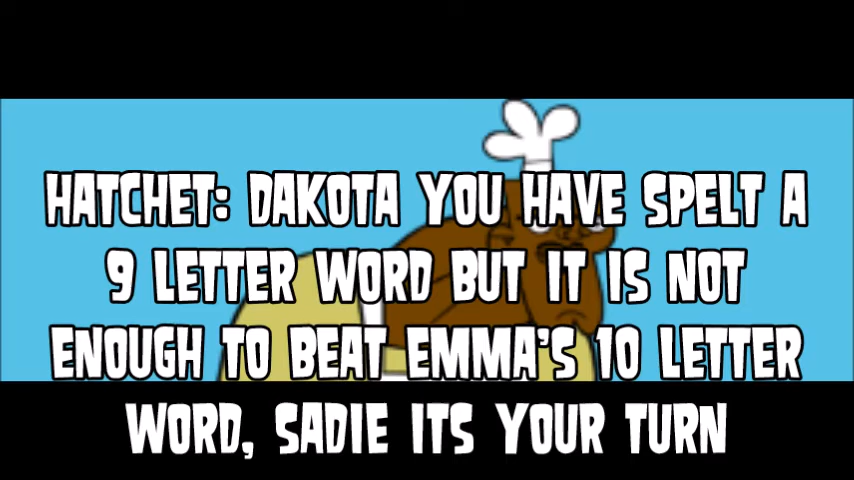 HATCHET: DAKOTA YOU HAVE SPELT A
9 LETTER WORD BUT IT IS NOT
ENOUGH TO BEAT EMMA'S 10 LETTER
WORD, SADIE ITS YOUR TURN